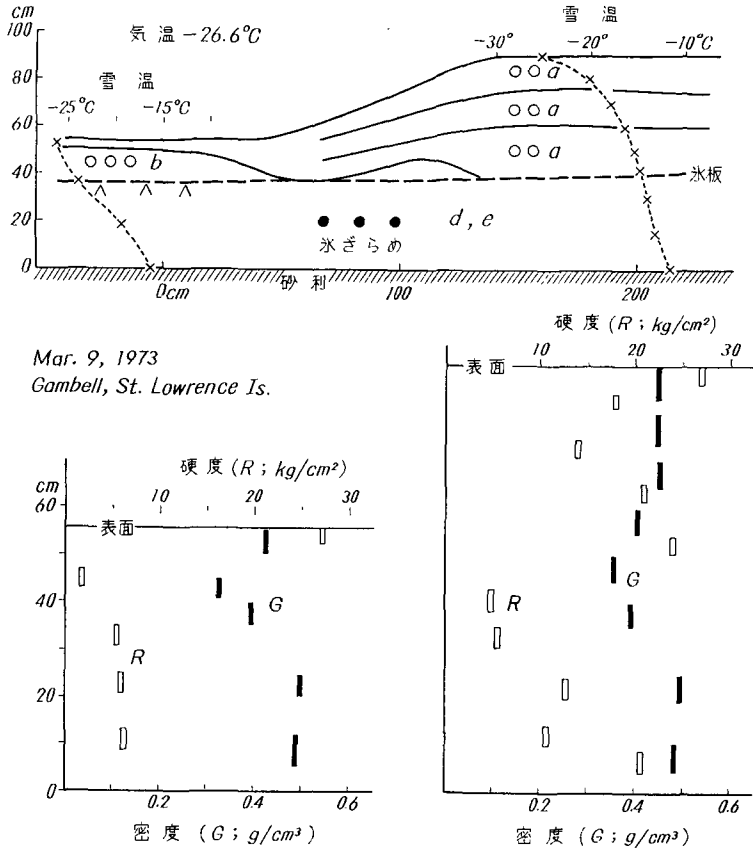 cm
100
80
60
40
20
0
気温 -26.6°C
雪温
-25°C -15°C
雪温
-30° -20° -10°C
○○ a
○○ a
○○ a
○○○ b
氷板
∧ ∧ ∧
● ● ● d, e
氷ざらめ
0cm 砂利 100 200
Mar. 9, 1973
Gambell, St. Lowrence Is.
硬度 (R; kg/cm²)
10 20 30
cm
60
40
20
0
表面
G
R
0.2 0.4 0.6
密度 (G; g/cm³)
硬度 (R; kg/cm²)
10 20 30
表面
G
R
0.2 0.4 0.6
密度 (G; g/cm³)